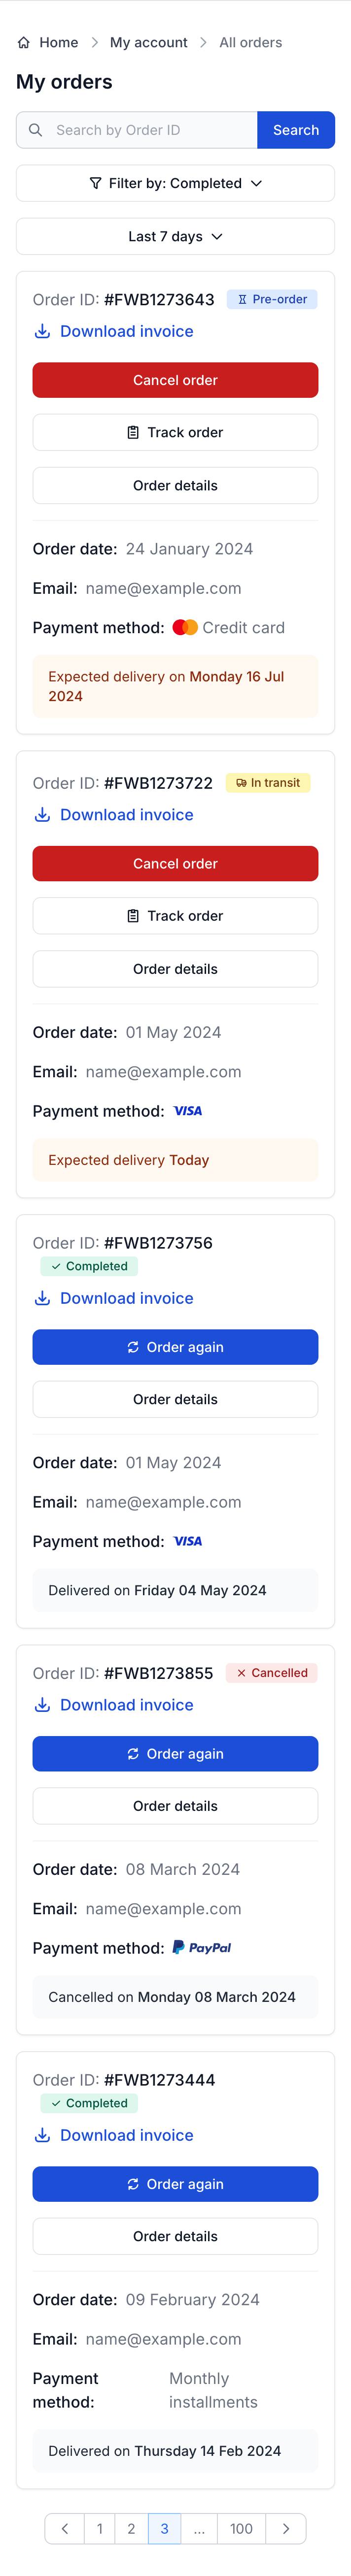 Home > My account > All orders
My orders
Search by Order ID Search
Filter by: Completed
Last 7 days
Order ID: #FWB1273643 Pre-order
Download invoice
Cancel order
Track order
Order details
Order date: 24 January 2024
Email: name@example.com
Payment method: Credit card
Expected delivery on Monday 16 Jul
2024
Order ID: #FWB1273722 In transit
Download invoice
Cancel order
Track order
Order details
Order date: 01 May 2024
Email: name@example.com
Payment method: VISA
Expected delivery Today
Order ID: #FWB1273756
Completed
Download invoice
Order again
Order details
Order date: 01 May 2024
Email: name@example.com
Payment method: VISA
Delivered on Friday 04 May 2024
Order ID: #FWB1273855 Cancelled
Download invoice
Order again
Order details
Order date: 08 March 2024
Email: name@example.com
Payment method: PayPal
Cancelled on Monday 08 March 2024
Order ID: #FWB1273444
Completed
Download invoice
Order again
Order details
Order date: 09 February 2024
Email: name@example.com
Payment Monthly
method: installments
Delivered on Thursday 14 Feb 2024
1 2 3 ... 100